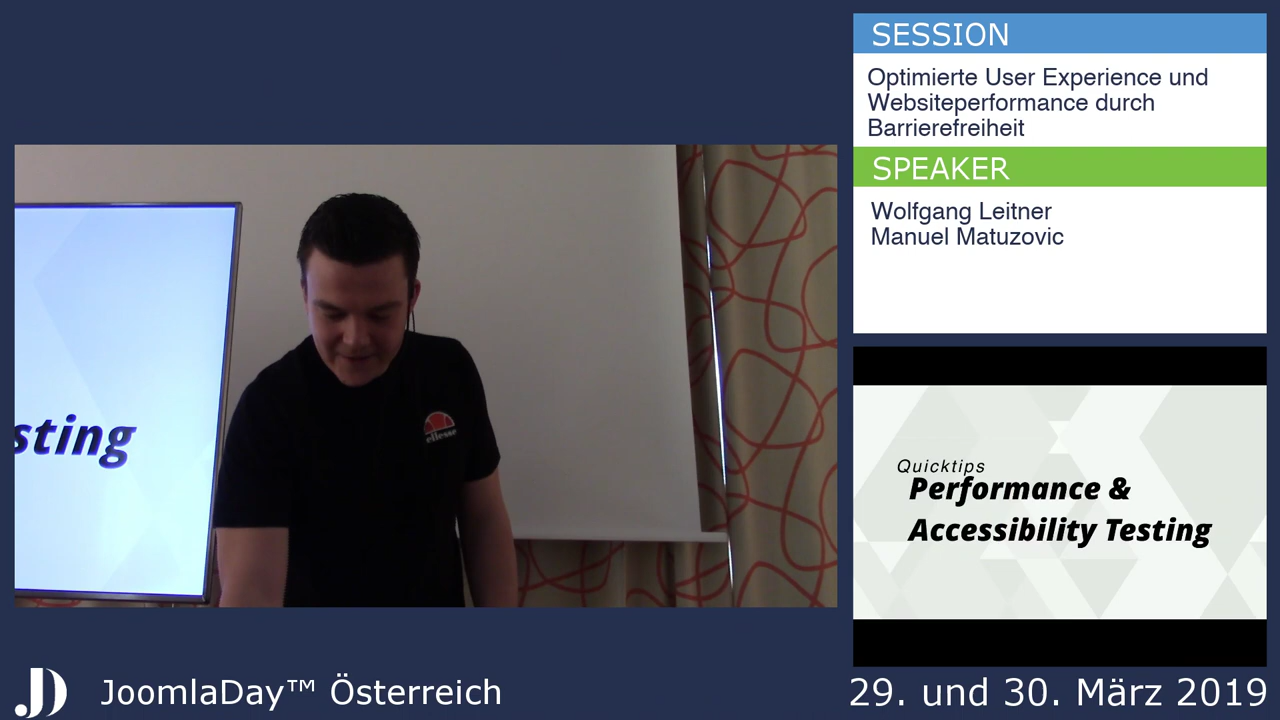 SESSION
Optimierte User Experience und
Websiteperformance durch
Barrierefreiheit
SPEAKER
Wolfgang Leitner
Manuel Matuzovic
sting
ellesse
Quicktips
Performance &
Accessibility Testing
JoomlaDay™ Österreich
29. und 30. März 2019